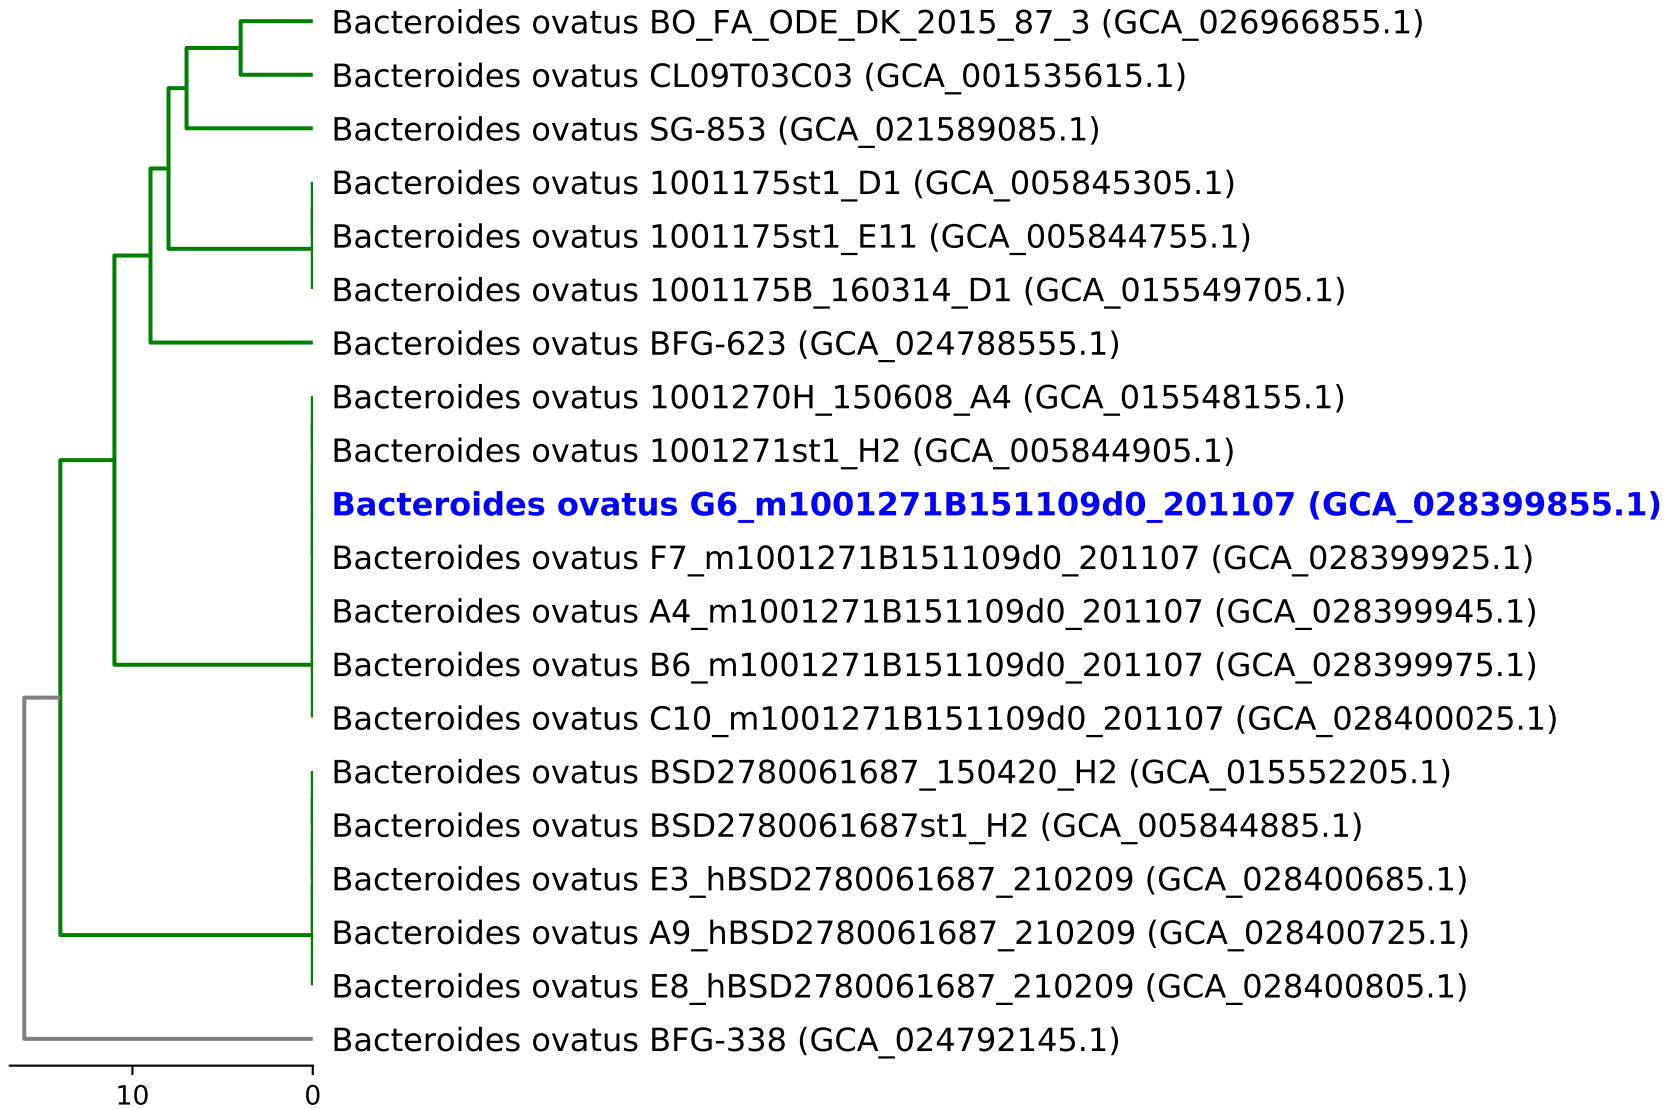 Bacteroides ovatus BO_FA_ODE_DK_2015_87_3 (GCA_026966855.1)
Bacteroides ovatus CL09T03C03 (GCA_001535615.1)
Bacteroides ovatus SG-853 (GCA_021589085.1)
Bacteroides ovatus 1001175st1_D1 (GCA_005845305.1)
Bacteroides ovatus 1001175st1_E11 (GCA_005844755.1)
Bacteroides ovatus 1001175B_160314_D1 (GCA_015549705.1)
Bacteroides ovatus BFG-623 (GCA_024788555.1)
Bacteroides ovatus 1001270H_150608_A4 (GCA_015548155.1)
Bacteroides ovatus 1001271st1_H2 (GCA_005844905.1)
Bacteroides ovatus G6_m1001271B151109d0_201107 (GCA_028399855.1)
Bacteroides ovatus F7_m1001271B151109d0_201107 (GCA_028399925.1)
Bacteroides ovatus A4_m1001271B151109d0_201107 (GCA_028399945.1)
Bacteroides ovatus B6_m1001271B151109d0_201107 (GCA_028399975.1)
Bacteroides ovatus C10_m1001271B151109d0_201107 (GCA_028400025.1)
Bacteroides ovatus BSD2780061687_150420_H2 (GCA_015552205.1)
Bacteroides ovatus BSD2780061687st1_H2 (GCA_005844885.1)
Bacteroides ovatus E3_hBSD2780061687_210209 (GCA_028400685.1)
Bacteroides ovatus A9_hBSD2780061687_210209 (GCA_028400725.1)
Bacteroides ovatus E8_hBSD2780061687_210209 (GCA_028400805.1)
Bacteroides ovatus BFG-338 (GCA_024792145.1)
10 0